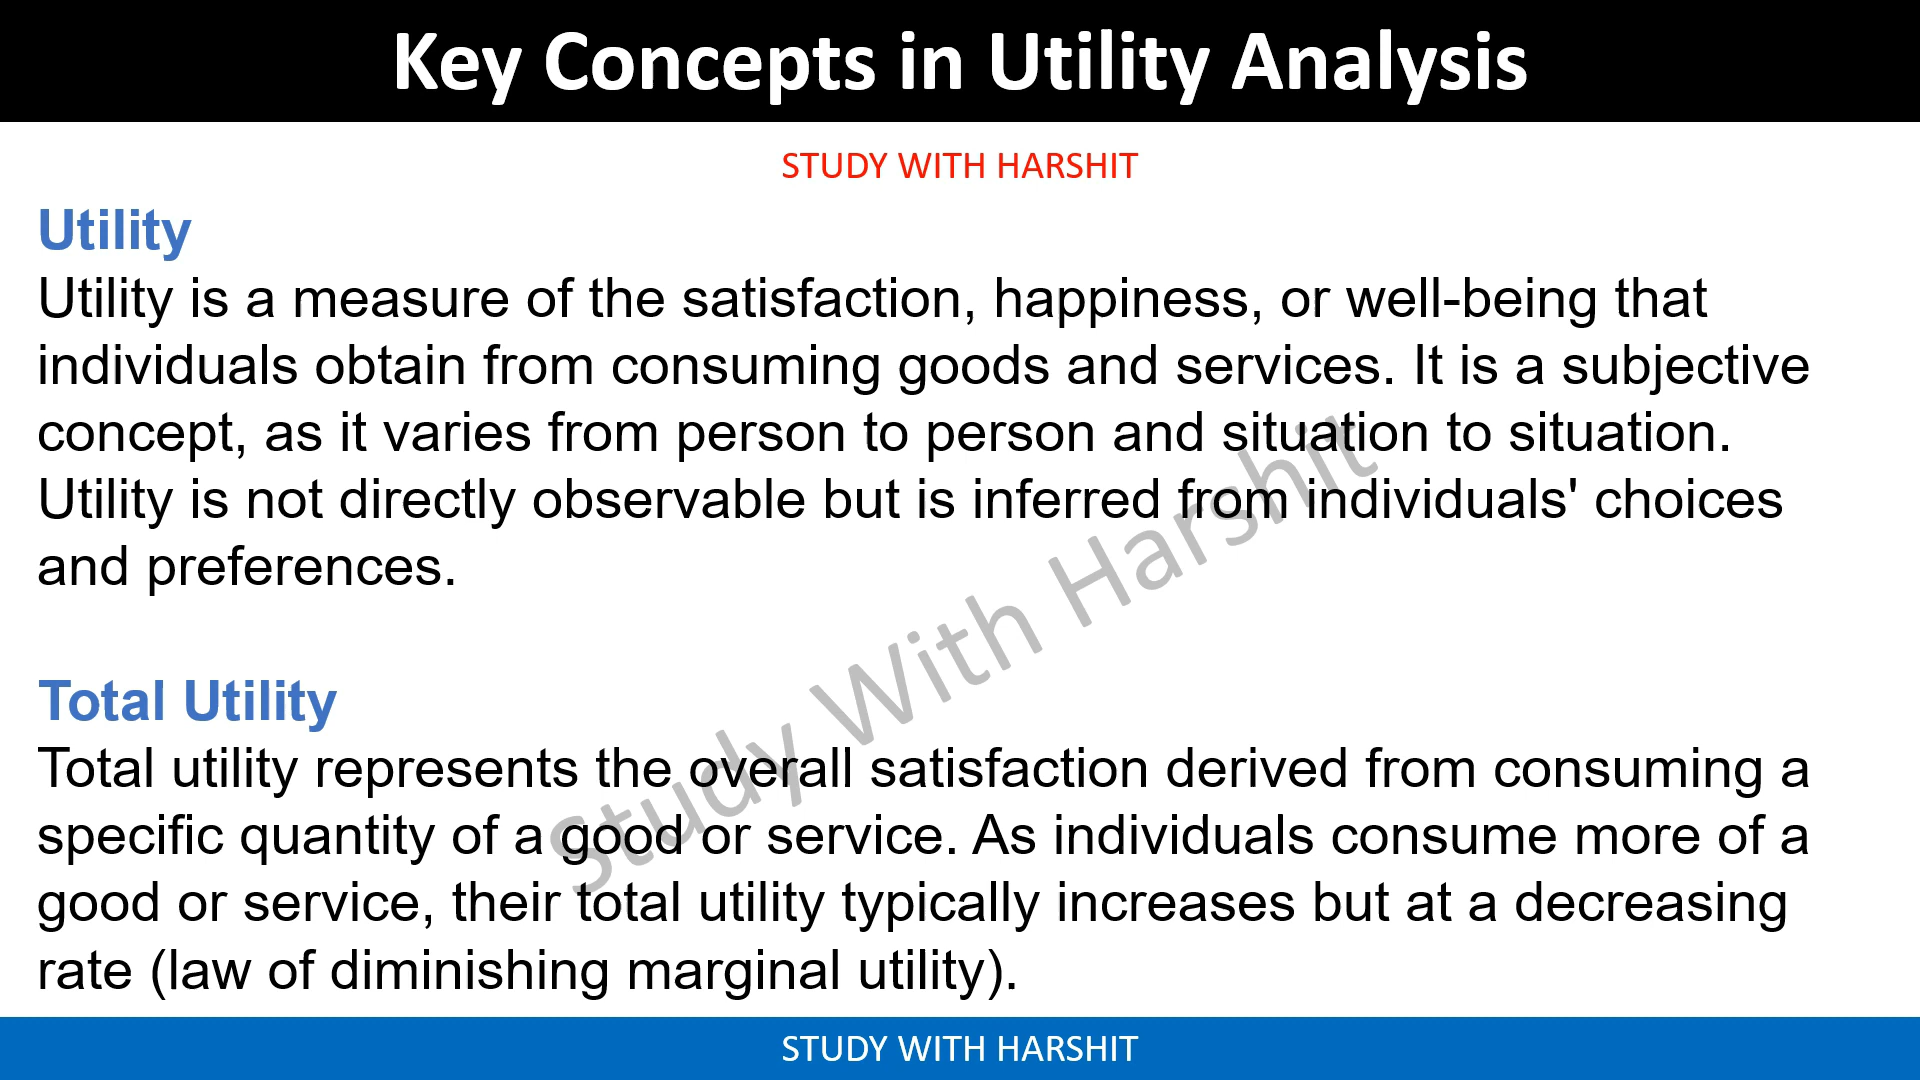 Key Concepts in Utility Analysis
STUDY WITH HARSHIT
Utility
Utility is a measure of the satisfaction, happiness, or well-being that
individuals obtain from consuming goods and services. It is a subjective
concept, as it varies from person to person and situation to situation.
Utility is not directly observable but is inferred from individuals' choices
and preferences.
Total Utility
Total utility represents the overall satisfaction derived from consuming a
specific quantity of a good or service. As individuals consume more of a
good or service, their total utility typically increases but at a decreasing
rate (law of diminishing marginal utility).
Study With Harshit
STUDY WITH HARSHIT